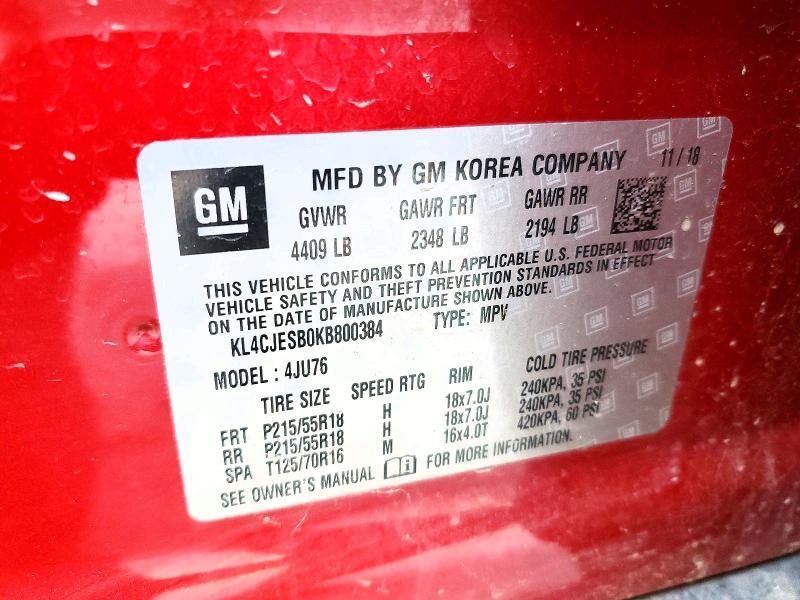 GM
MFD BY GM KOREA COMPANY 11 / 18
GVWR GAWR FRT GAWR RR
4409 LB 2348 LB 2194 LB
THIS VEHICLE CONFORMS TO ALL APPLICABLE U.S. FEDERAL MOTOR
VEHICLE SAFETY AND THEFT PREVENTION STANDARDS IN EFFECT
ON THE DATE OF MANUFACTURE SHOWN ABOVE.
KL4CJESB0KB800384 TYPE: MPV
MODEL : 4JU76
TIRE SIZE SPEED RTG RIM COLD TIRE PRESSURE
FRT P215/55R18 H 18x7.0J 240KPA, 35 PSI
RR P215/55R18 H 18x7.0J 240KPA, 35 PSI
SPA T125/70R16 M 16x4.0T 420KPA, 60 PSI
SEE OWNER'S MANUAL FOR MORE INFORMATION.